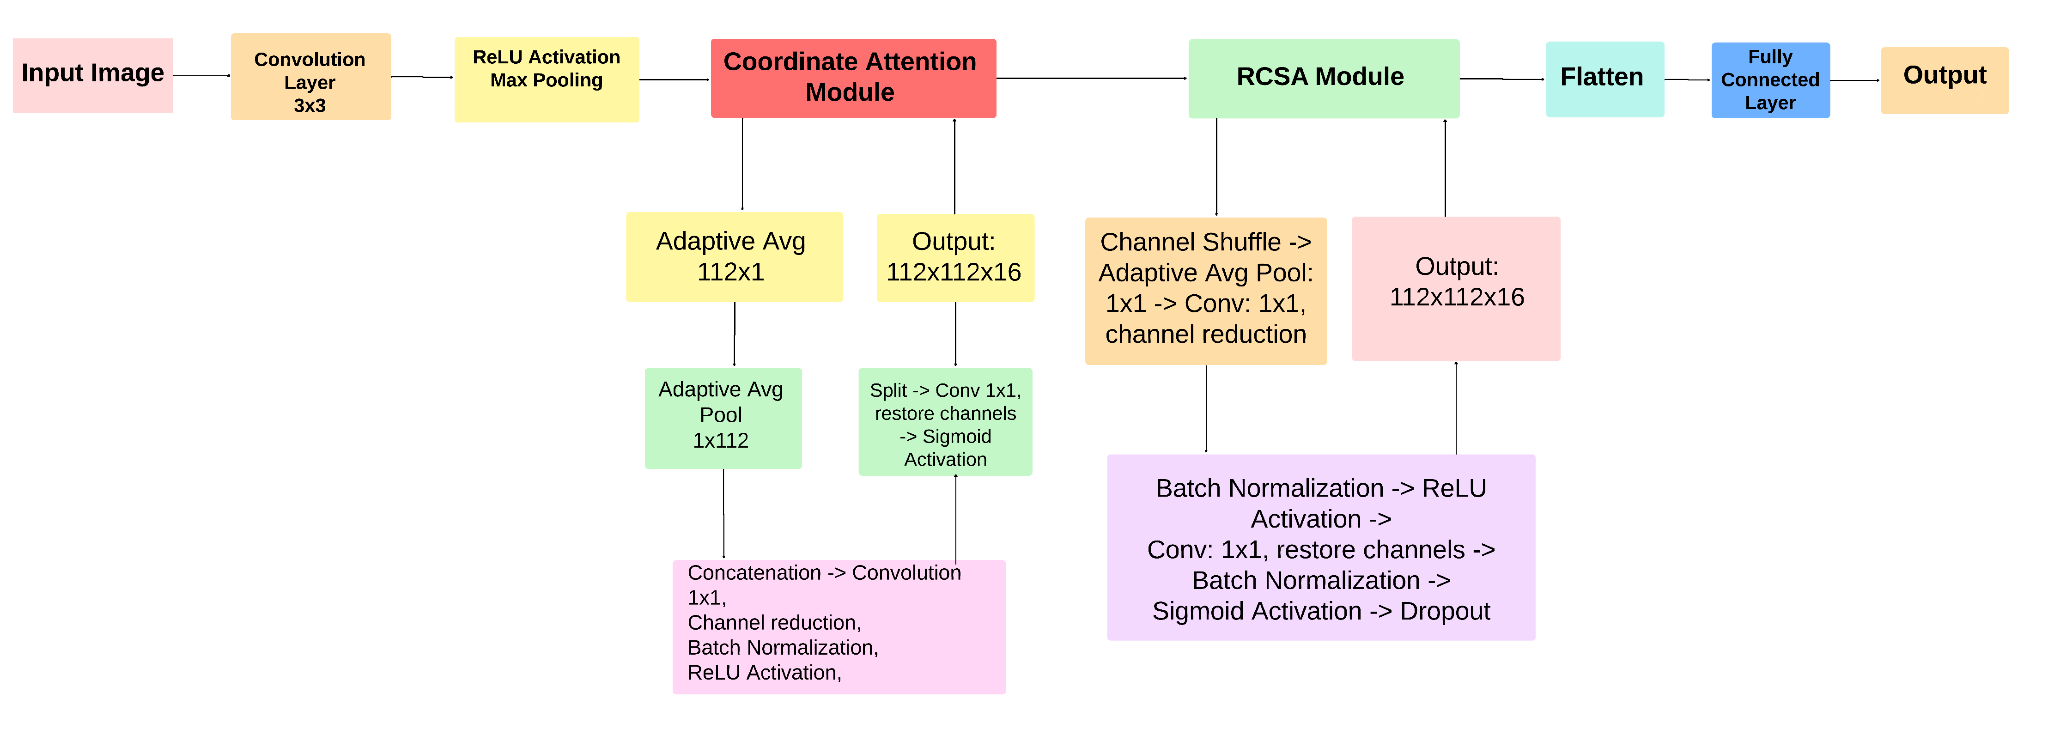 Input Image
Convolution
Layer
3x3
ReLU Activation
Max Pooling
Coordinate Attention
Module
RCSA Module
Flatten
Fully
Connected
Layer
Output
Adaptive Avg
112x1
Output:
112x112x16
Channel Shuffle ->
Adaptive Avg Pool:
1x1 -> Conv: 1x1,
channel reduction
Output:
112x112x16
Adaptive Avg
Pool
1x112
Split -> Conv 1x1,
restore channels
-> Sigmoid
Activation
Batch Normalization -> ReLU
Activation ->
Conv: 1x1, restore channels ->
Batch Normalization ->
Sigmoid Activation -> Dropout
Concatenation -> Convolution
1x1,
Channel reduction,
Batch Normalization,
ReLU Activation,